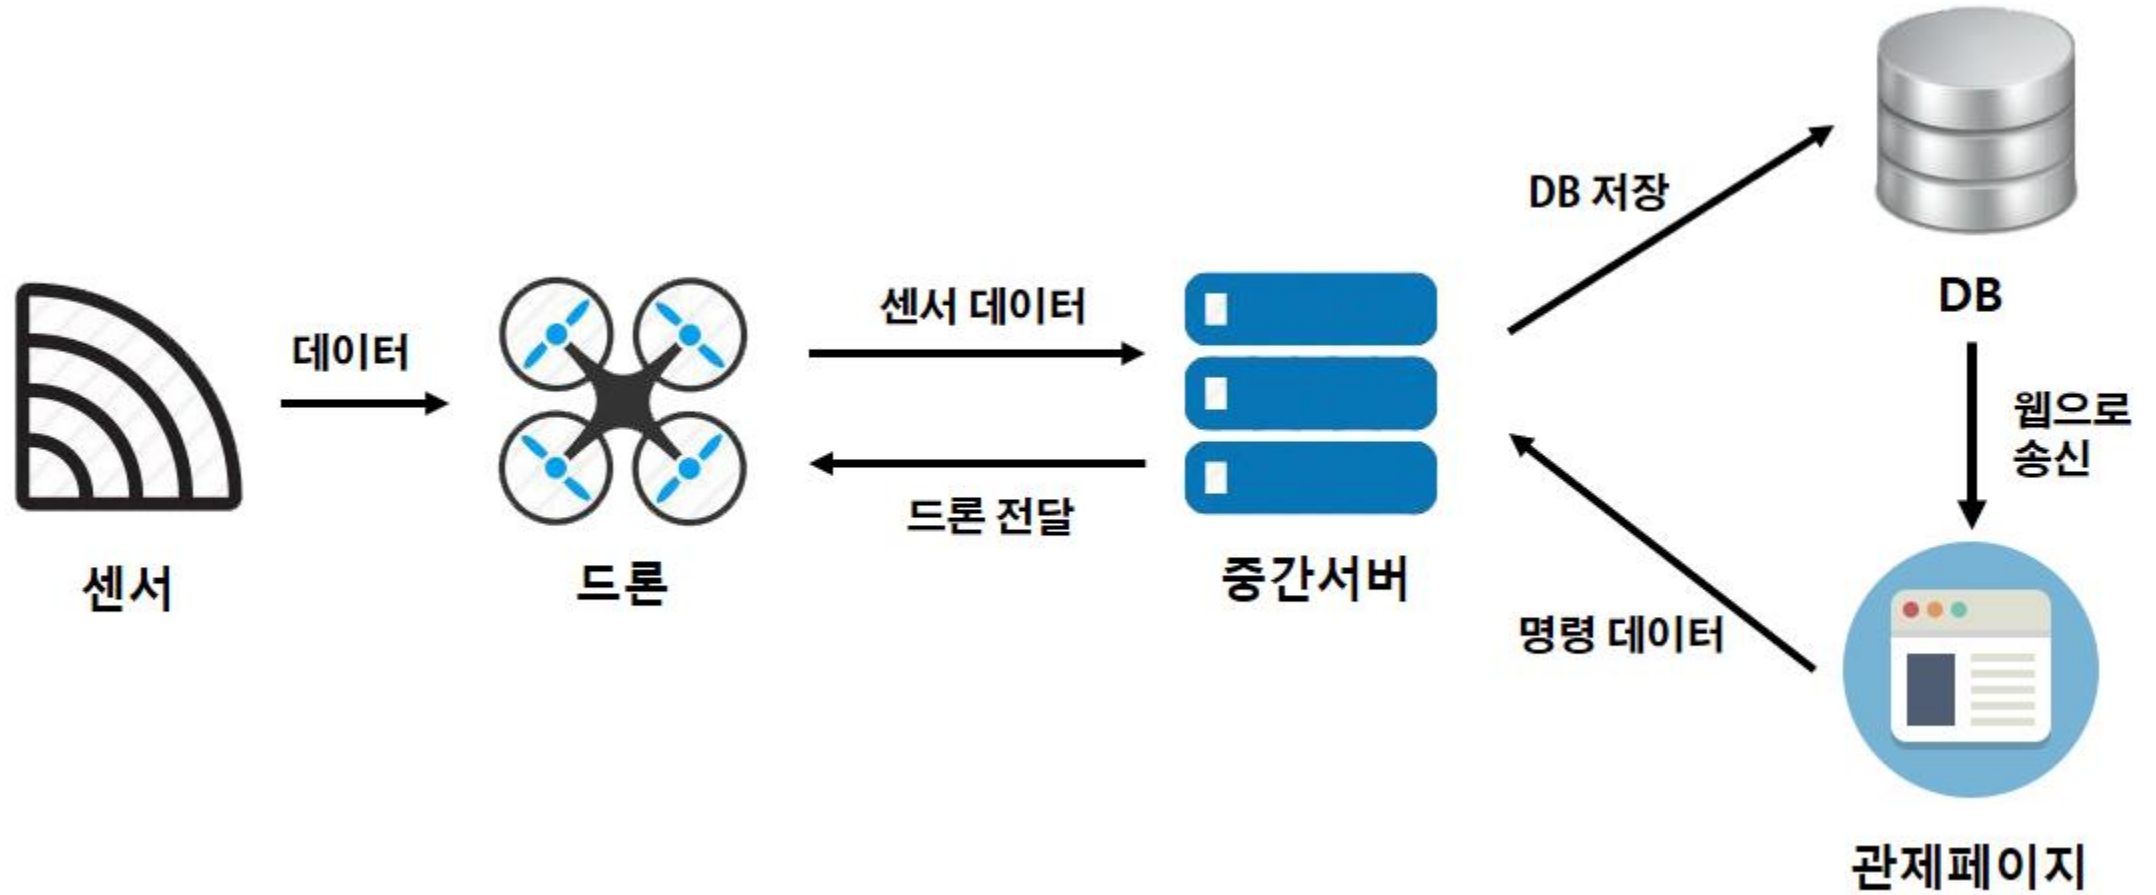 DB 저장
DB
센서 데이터
데이터
웹으로
송신
드론 전달
센서
드론
중간서버
명령 데이터
관제페이지